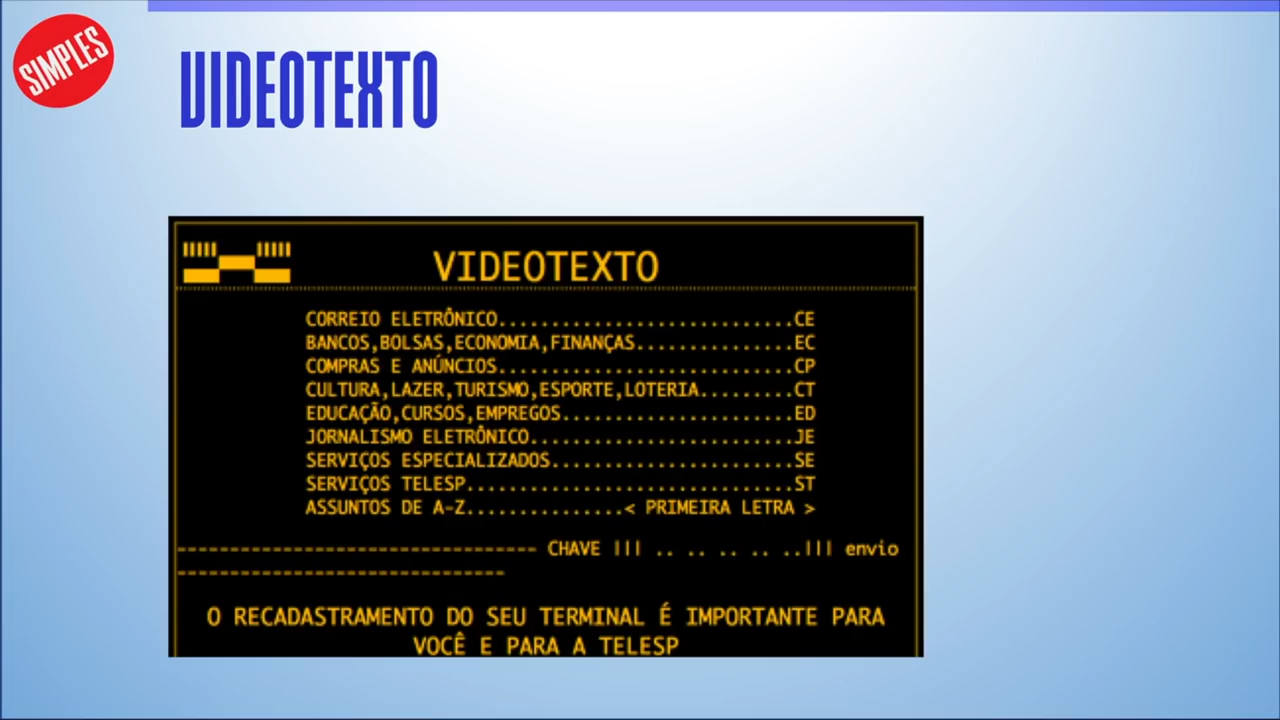 SIMPLES
VIDEOTEXTO
VIDEOTEXTO
CORREIO ELETRÔNICO............................CE
BANCOS,BOLSAS,ECONOMIA,FINANÇAS...............EC
COMPRAS E ANÚNCIOS............................CP
CULTURA,LAZER,TURISMO,ESPORTE,LOTERIA.........CT
EDUCAÇÃO,CURSOS,EMPREGOS......................ED
JORNALISMO ELETRÔNICO.........................JE
SERVIÇOS ESPECIALIZADOS.......................SE
SERVIÇOS TELESP...............................ST
ASSUNTOS DE A-Z...............< PRIMEIRA LETRA >
---------------------------------- CHAVE ||| .. .. .. .. ..||| envio
-------------------------------
O RECADASTRAMENTO DO SEU TERMINAL É IMPORTANTE PARA
VOCÊ E PARA A TELESP